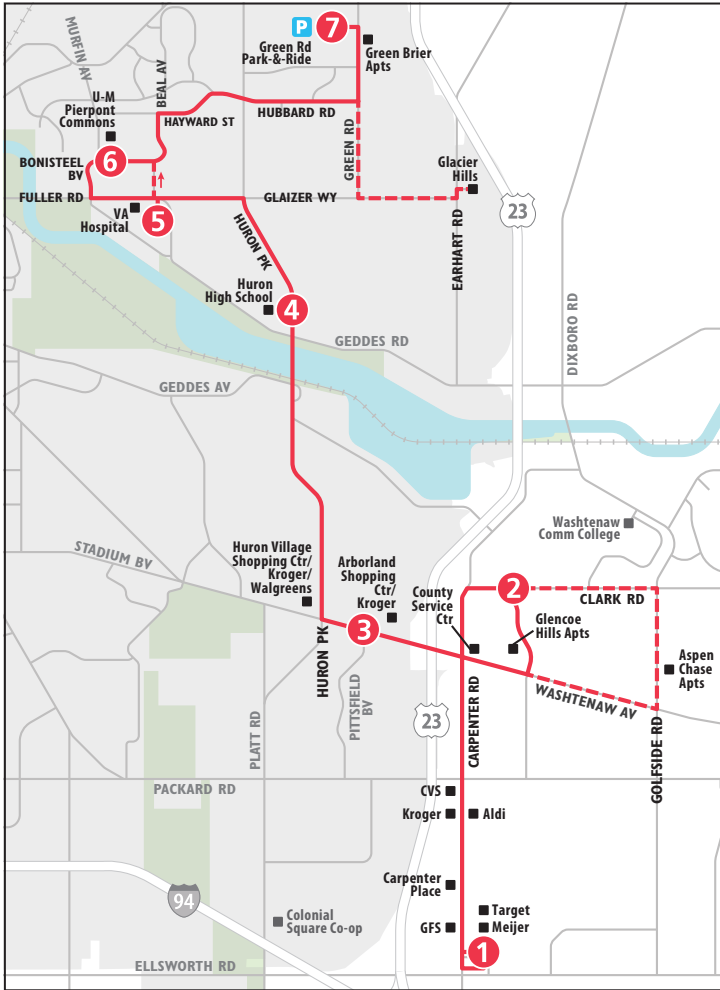 MURFIN AV
BEAL AV
P
7
Green Rd
Park-&-Ride
Green Brier
Apts
U-M
Pierpont
Commons
HAYWARD ST
HUBBARD RD
GREEN RD
BONISTEEL
BV
6
Glacier
Hills
23
FULLER RD
VA
Hospital
5
GLAIZER WY
HURON PK
EARHART RD
Huron
High School
4
GEDDES RD
DIXBORO RD
GEDDES AV
STADIUM BV
Washtenaw
Comm College
Huron Village
Shopping Ctr/
Kroger/
Walgreens
Arborland
Shopping
Ctr/
Kroger
3
County
Service
Ctr
2
CLARK RD
Glencoe
Hills Apts
Aspen
Chase
Apts
HURON PK
PITTSFIELD
BV
CARPENTER RD
WASHTENAW AV
PLATT RD
23
GOLFSIDE RD
PACKARD RD
CVS
Kroger
Aldi
Carpenter
Place
94
Colonial
Square Co-op
Target
GFS
Meijer
1
ELLSWORTH RD